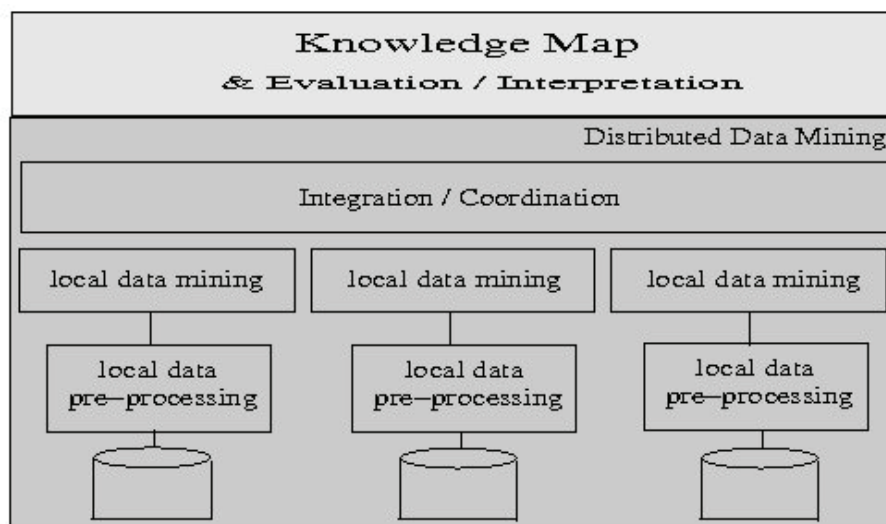 Knowledge Map
& Evaluation / Interpretation
Distributed Data Mining
Integration / Coordination
local data mining
local data mining
local data mining
local data
pre-processing
local data
pre-processing
local data
pre-processing